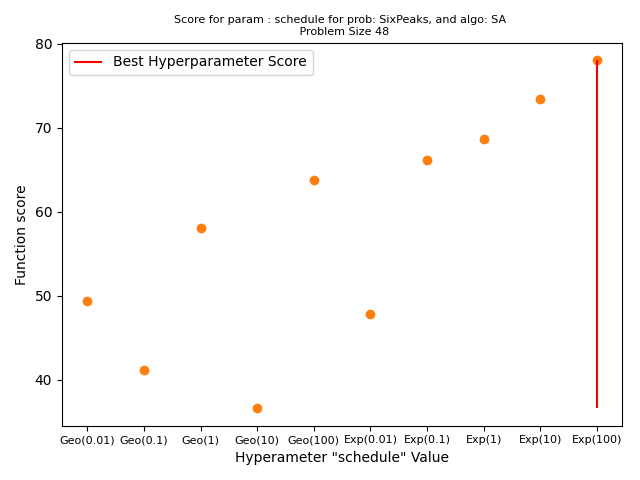 Score for param : schedule for prob: SixPeaks, and algo: SA
Problem Size 48
Best Hyperparameter Score
Function score
80
70
60
50
40
Geo(0.01) Geo(0.1) Geo(1) Geo(10) Geo(100) Exp(0.01) Exp(0.1) Exp(1) Exp(10) Exp(100)
Hyperameter "schedule" Value